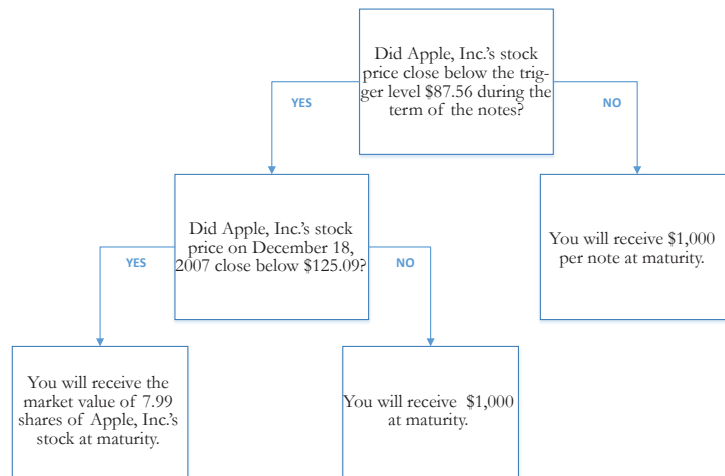 Did Apple, Inc.'s stock
price close below the trig-
ger level $87.56 during the
term of the notes?
YES
NO
Did Apple, Inc.'s stock
price on December 18,
2007 close below $125.09?
You will receive $1,000
per note at maturity.
YES
NO
You will receive the
market value of 7.99
shares of Apple, Inc.'s
stock at maturity.
You will receive $1,000
at maturity.